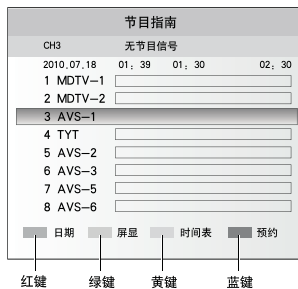 节目指南
CH3 无节目信号
2010.07.18 01:39 01:30 02:30
1 MDTV-1
2 MDTV-2
3 AVS-1
4 TYT
5 AVS-2
6 AVS-3
7 AVS-5
8 AVS-6
日期 屏显 时间表 预约
红键 绿键 黄键 蓝键